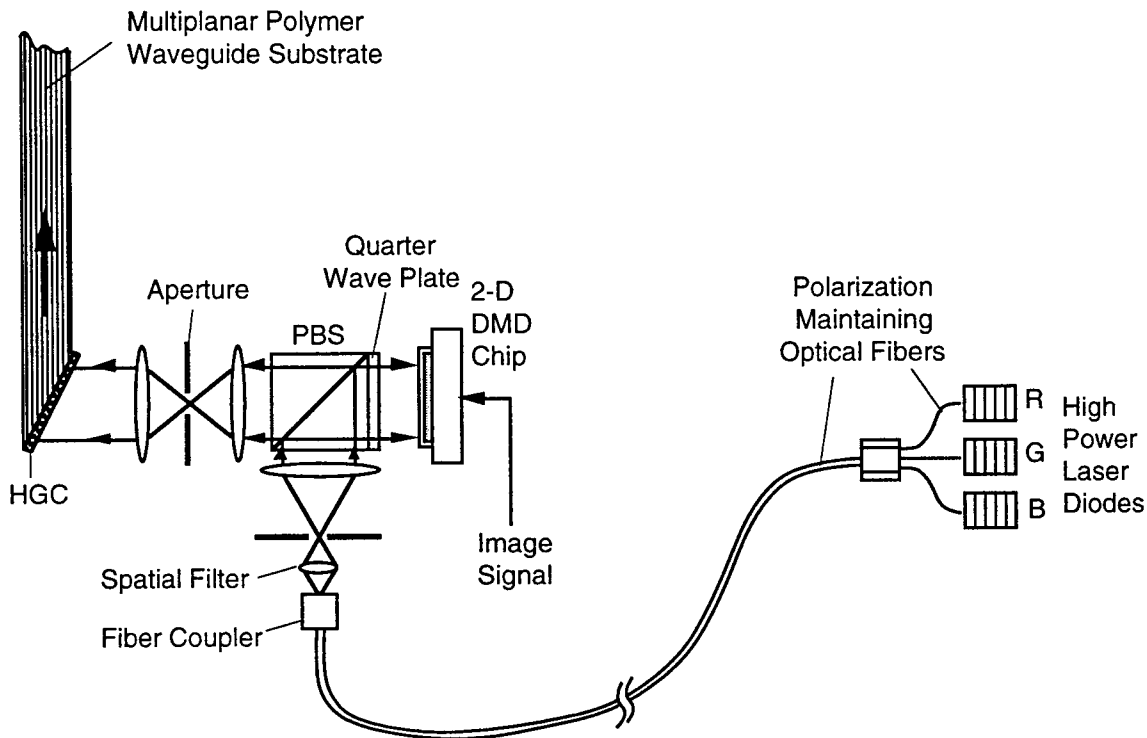 Multiplanar Polymer
Waveguide Substrate
Quarter
Wave Plate
Aperture
PBS
2-D
DMD
Chip
Polarization
Maintaining
Optical Fibers
R
G
B
High
Power
Laser
Diodes
HGC
Image
Signal
Spatial Filter
Fiber Coupler